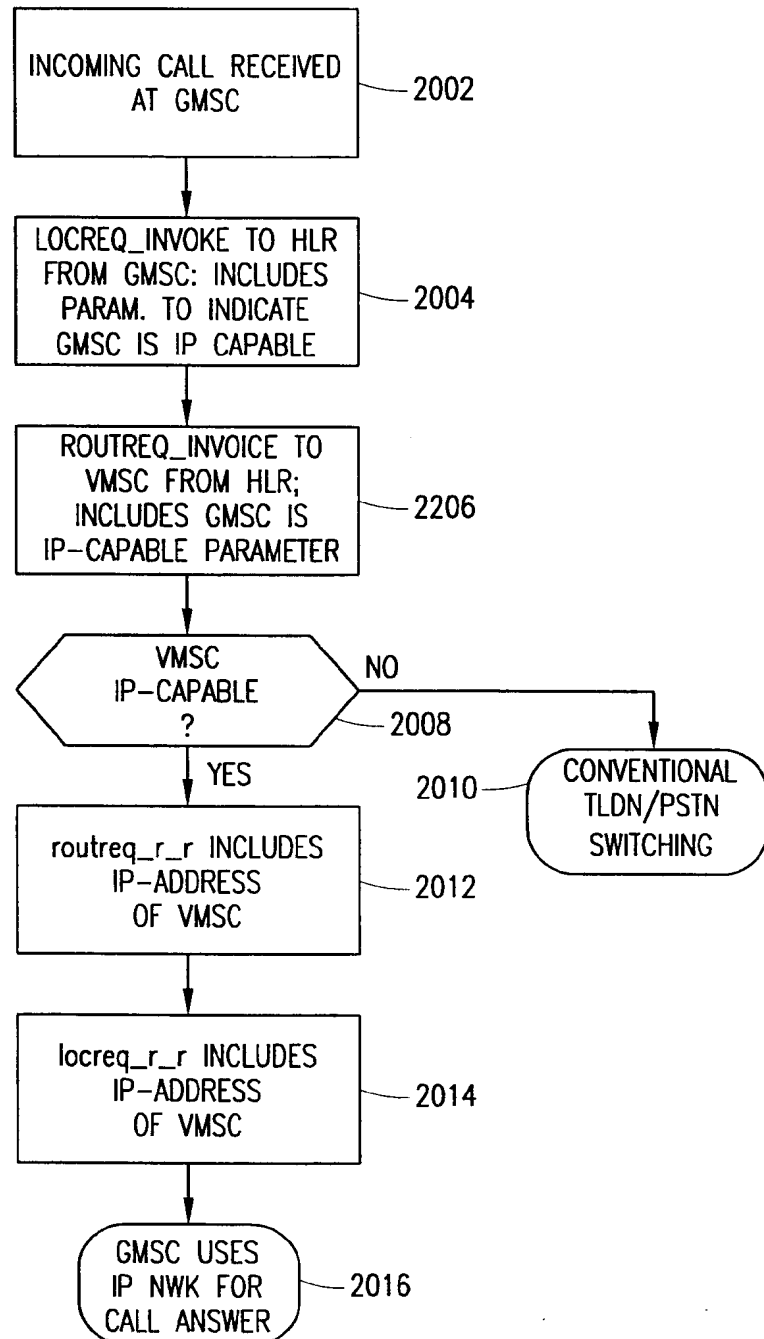 INCOMING CALL RECEIVED
AT GMSC
2002
LOCREQ_INVOKE TO HLR
FROM GMSC: INCLUDES
PARAM. TO INDICATE
GMSC IS IP CAPABLE
2004
ROUTREQ_INVOICE TO
VMSC FROM HLR;
INCLUDES GMSC IS
IP-CAPABLE PARAMETER
2206
VMSC
IP-CAPABLE
?
2008
NO
YES
2010
CONVENTIONAL
TLDN/PSTN
SWITCHING
routreq_r_r INCLUDES
IP-ADDRESS
OF VMSC
2012
locreq_r_r INCLUDES
IP-ADDRESS
OF VMSC
2014
GMSC USES
IP NWK FOR
CALL ANSWER
2016